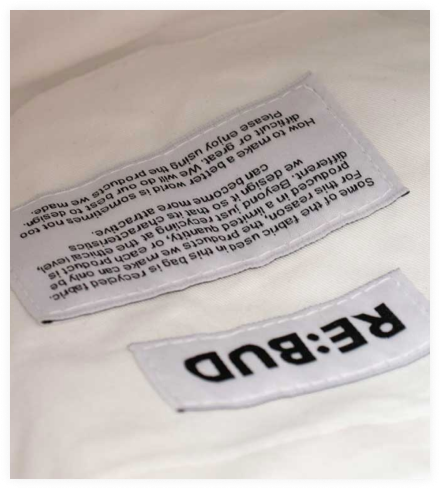 RE:BUD
Some of the fabric used in this bag is recycled fabric.
For this reason, the products we make can only be
produced in a limited quantity, or each product is
different. Beyond just recycling at the ethical level,
we design it so that its characteristics
can become more attractive.
How to make a better world is sometimes not too
difficult or great. We will do our best to design.
Please enjoy using the products we made.